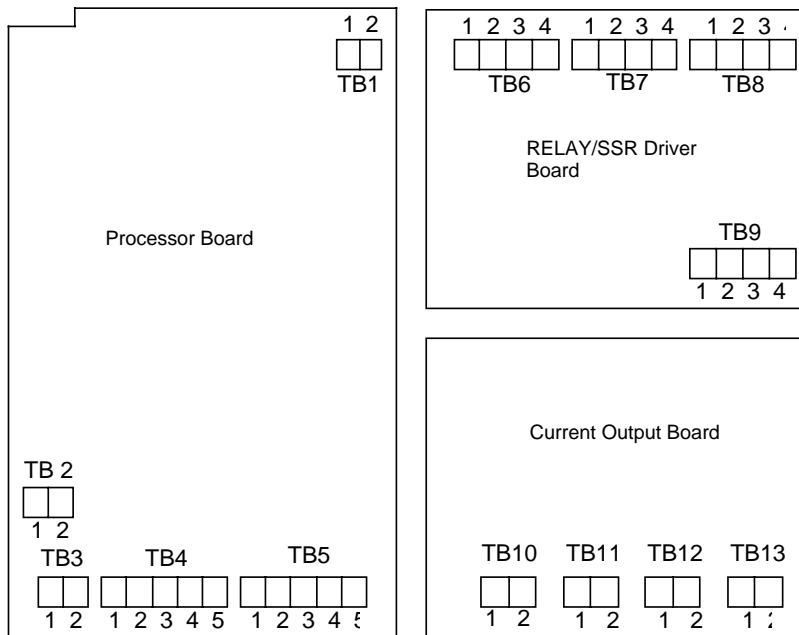 1 2
TB1
Processor Board
TB 2
1 2
TB3 TB4 TB5
1 2 1 2 3 4 5 1 2 3 4
1 2 3 4 1 2 3 4 1 2 3
TB6 TB7 TB8
RELAY/SSR Driver
Board
TB9
1 2 3 4
Current Output Board
TB10 TB11 TB12 TB13
1 2 1 2 1 2 1